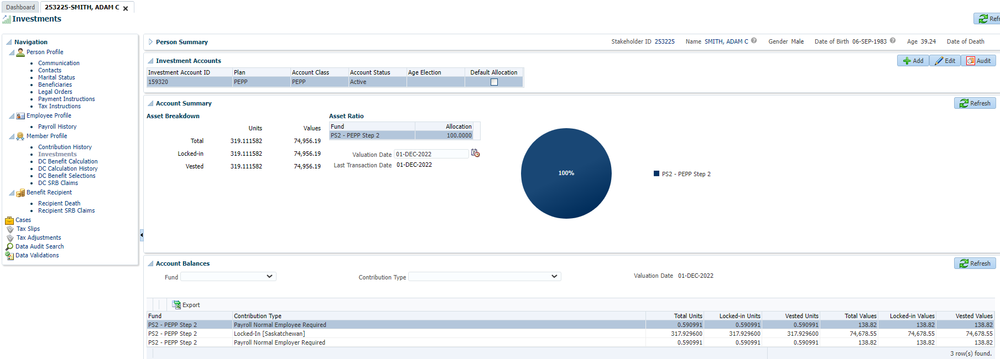 Dashboard 253225-SMITH, ADAM C
Investments
Refr
Navigation
Person Profile
Communication
Contacts
Marital Status
Beneficiaries
Legal Orders
Payment Instructions
Tax Instructions
Employee Profile
Payroll History
Member Profile
Contribution History
Investments
DC Benefit Calculation
DC Calculation History
DC Benefit Selections
DC SRB Claims
Benefit Recipient
Recipient Death
Recipient SRB Claims
Cases
Tax Slips
Tax Adjustments
Data Audit Search
Data Validations
Person Summary Stakeholder ID 253225 Name SMITH, ADAM C Gender Male Date of Birth 06-SEP-1983 Age 39.24 Date of Death
Investment Accounts Add Edit Audit
Investment Account ID Plan Account Class Account Status Age Election Default Allocation
159320 PEPP PEPP Active
Account Summary Refresh
Asset Breakdown
Units Values
Total 319.111582 74,956.19
Locked-in 319.111582 74,956.19
Vested 319.111582 74,956.19
Asset Ratio
Fund Allocation
PS2 - PEPP Step 2 100.0000
Valuation Date 01-DEC-2022
Last Transaction Date 01-DEC-2022
100%
PS2 - PEPP Step 2
Account Balances Refresh
Fund Contribution Type Valuation Date 01-DEC-2022
Export
Fund Contribution Type Total Units Locked-in Units Vested Units Total Values Locked-in Values Vested Values
PS2 - PEPP Step 2 Payroll Normal Employee Required 0.590991 0.590991 0.590991 138.82 138.82 138.82
PS2 - PEPP Step 2 Locked-In [Saskatchewan] 317.929600 317.929600 317.929600 74,678.55 74,678.55 74,678.55
PS2 - PEPP Step 2 Payroll Normal Employer Required 0.590991 0.590991 0.590991 138.82 138.82 138.82
3 row(s) found.